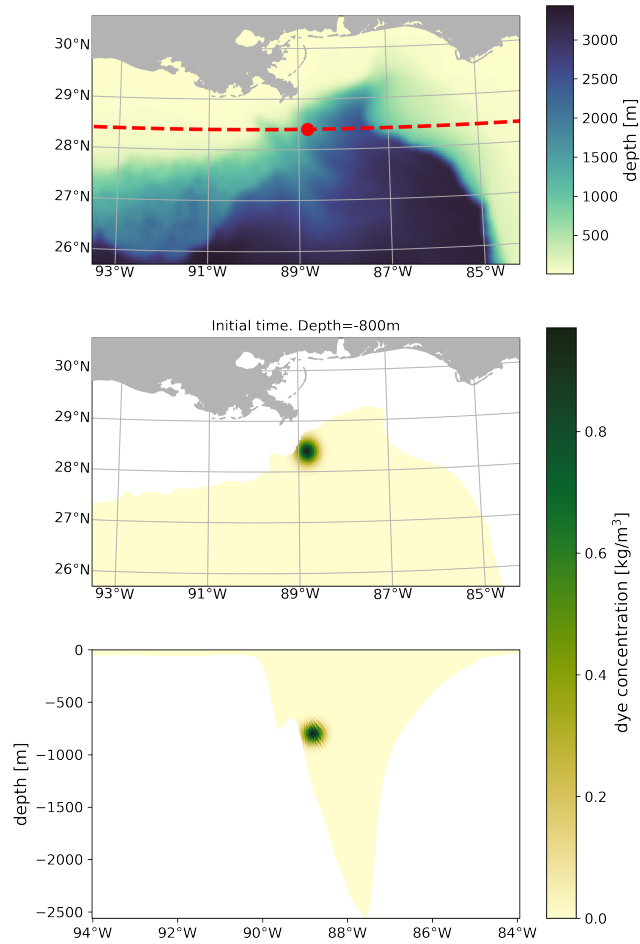 30°N
29°N
28°N
27°N
26°N
93°W 91°W 89°W 87°W 85°W
3000
2500
2000
1500
1000
500
depth [m]
Initial time. Depth=-800m
30°N
29°N
28°N
27°N
26°N
93°W 91°W 89°W 87°W 85°W
0
−500
−1000
−1500
−2000
−2500
depth [m]
94°W 92°W 90°W 88°W 86°W 84°W
0.8
0.6
0.4
0.2
0.0
dye concentration [kg/m³]